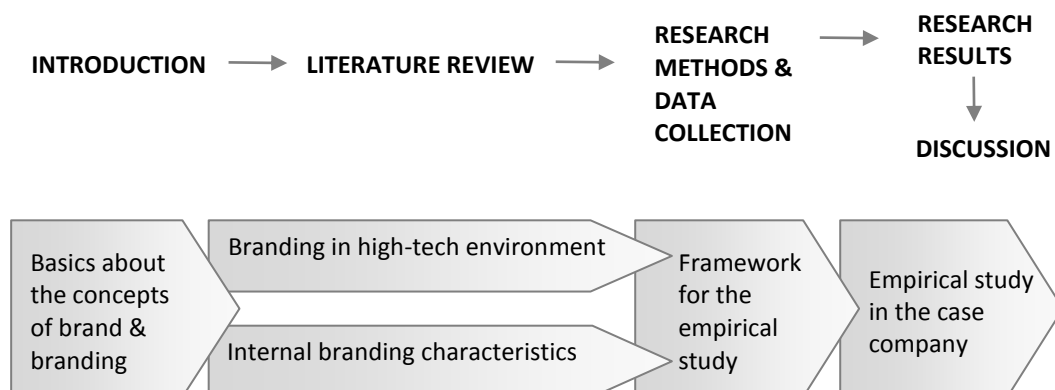 INTRODUCTION
LITERATURE REVIEW
RESEARCH
METHODS &
DATA
COLLECTION
RESEARCH
RESULTS
DISCUSSION
Basics about
the concepts
of brand &
branding
Branding in high-tech environment
Internal branding characteristics
Framework
for the
empirical
study
Empirical study
in the case
company